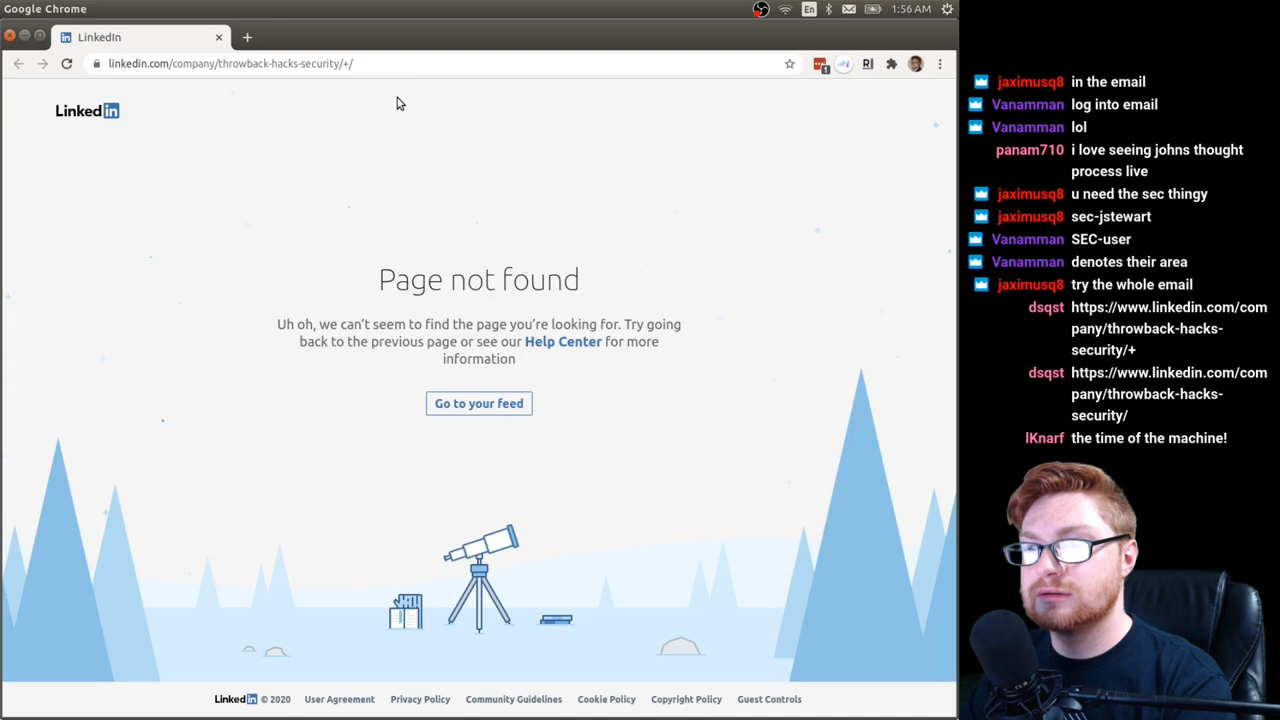 Google Chrome
En
1:56 AM
LinkedIn
linkedin.com/company/throwback-hacks-security/+/
1
LinkedIn
Page not found
Uh oh, we can’t seem to find the page you’re looking for. Try going
back to the previous page or see our Help Center for more
information
Go to your feed
LinkedIn © 2020 User Agreement Privacy Policy Community Guidelines Cookie Policy Copyright Policy Guest Controls
jaximusq8 in the email
Vanamman log into email
Vanamman lol
panam710 i love seeing johns thought
process live
jaximusq8 u need the sec thingy
jaximusq8 sec-jstewart
Vanamman SEC-user
Vanamman denotes their area
jaximusq8 try the whole email
dsqst https://www.linkedin.com/com
pany/throwback-hacks-
security/+
dsqst https://www.linkedin.com/com
pany/throwback-hacks-
security/
lKnarf the time of the machine!